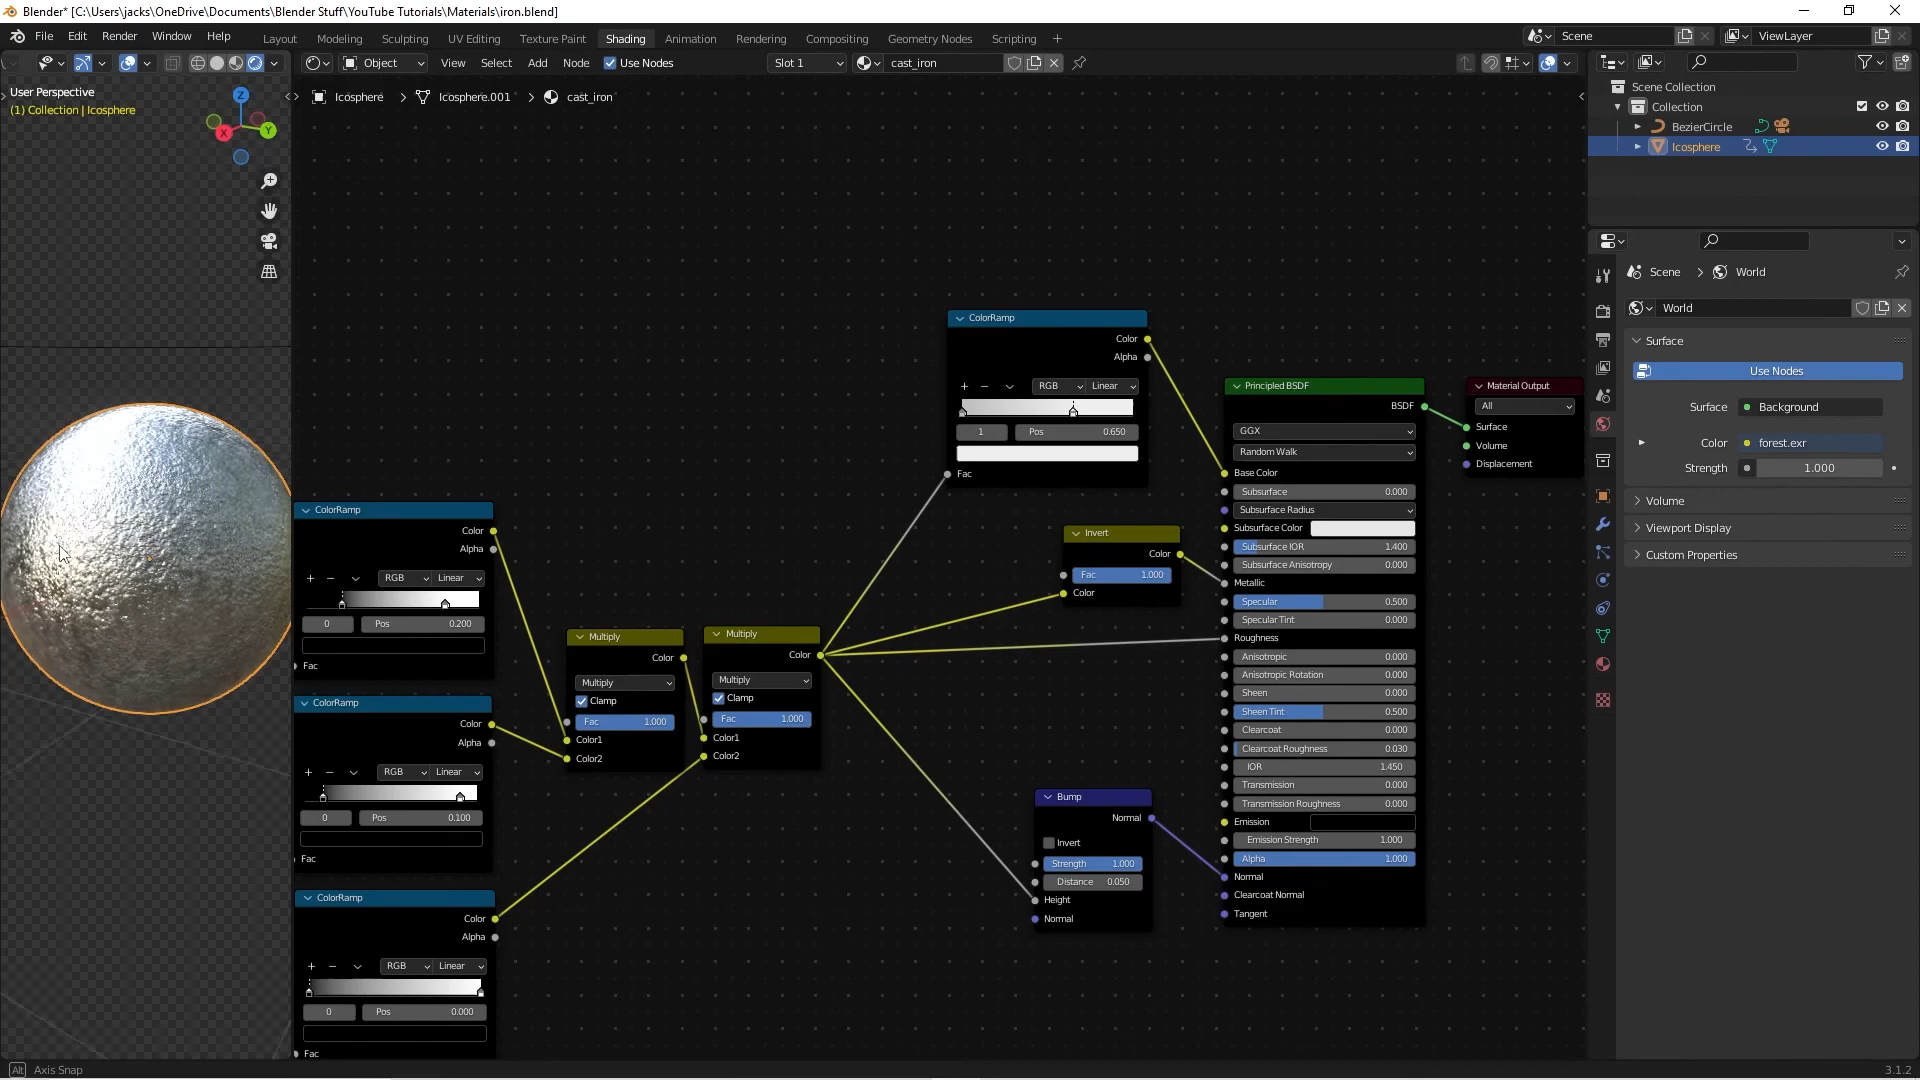 Blender* [C:\Users\jacks\OneDrive\Documents\Blender Stuff\YouTube Tutorials\Materials\iron.blend]
File Edit Render Window Help Layout Modeling Sculpting UV Editing Texture Paint Shading Animation Rendering Compositing Geometry Nodes Scripting + Scene ViewLayer
Object View Select Add Node Use Nodes Slot 1 cast_iron
User Perspective
(1) Collection | Icosphere
Z
X
Y
Icosphere > Icosphere.001 > cast_iron
ColorRamp
Color
Alpha
RGB Linear
1 Pos 0.650
Fac
ColorRamp
Color
Alpha
RGB Linear
0 Pos 0.200
Fac
ColorRamp
Color
Alpha
RGB Linear
0 Pos 0.100
Fac
ColorRamp
Color
Alpha
RGB Linear
0 Pos 0.000
Fac
Multiply
Color
Multiply
Clamp
Fac 1.000
Color1
Color2
Multiply
Color
Multiply
Clamp
Fac 1.000
Color1
Color2
Invert
Color
Fac 1.000
Color
Bump
Normal
Invert
Strength 1.000
Distance 0.050
Height
Normal
Principled BSDF
BSDF
GGX
Random Walk
Base Color
Subsurface 0.000
Subsurface Radius
Subsurface Color
Subsurface IOR 1.400
Subsurface Anisotropy 0.000
Metallic
Specular 0.500
Specular Tint 0.000
Roughness
Anisotropic 0.000
Anisotropic Rotation 0.000
Sheen 0.000
Sheen Tint 0.500
Clearcoat 0.000
Clearcoat Roughness 0.030
IOR 1.450
Transmission 0.000
Transmission Roughness 0.000
Emission
Emission Strength 1.000
Alpha 1.000
Normal
Clearcoat Normal
Tangent
Material Output
All
Surface
Volume
Displacement
Scene Collection
Collection
BezierCircle
Icosphere
Scene > World
World
Surface
Use Nodes
Surface Background
Color forest.exr
Strength 1.000
Volume
Viewport Display
Custom Properties
Alt Axis Snap
3.1.2